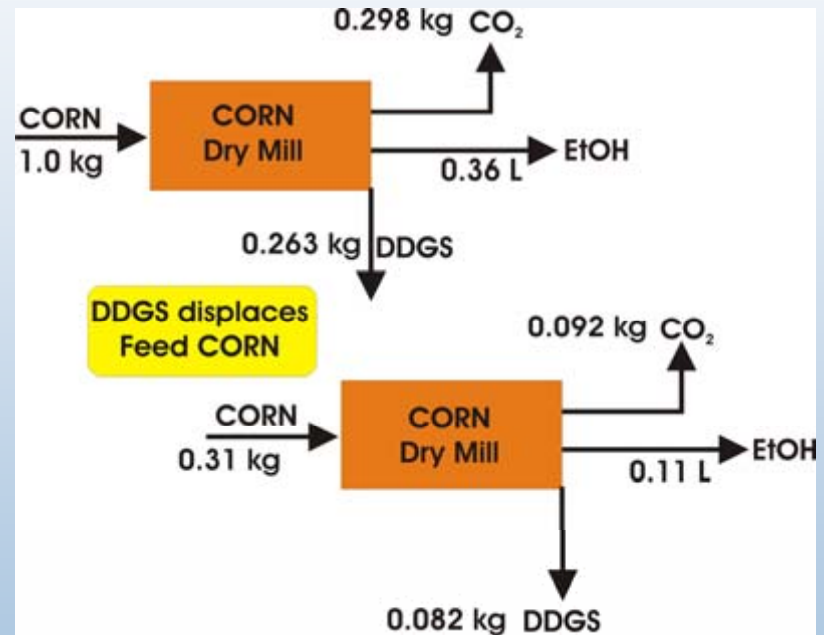 0.298 kg CO₂
CORN
1.0 kg
CORN
Dry Mill
EtOH
0.36 L
0.263 kg DDGS
DDGS displaces
Feed CORN
0.092 kg CO₂
CORN
0.31 kg
CORN
Dry Mill
EtOH
0.11 L
0.082 kg DDGS